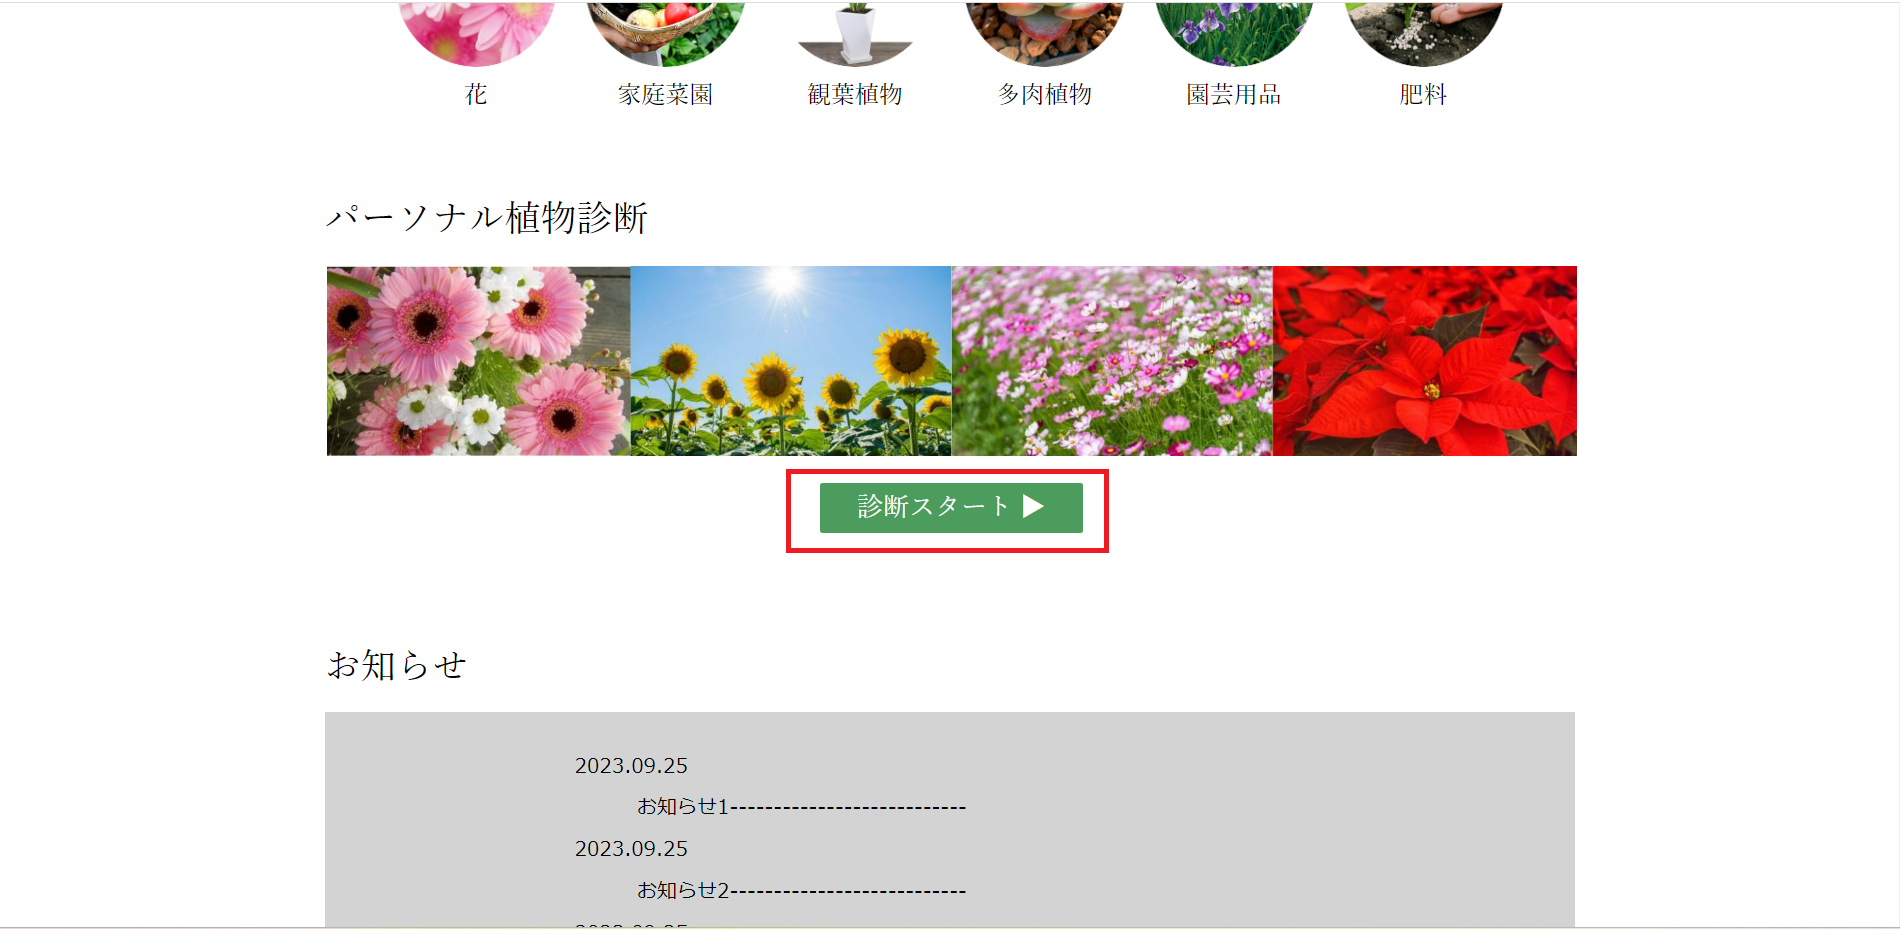 花
家庭菜園
観葉植物
多肉植物
園芸用品
肥料
パーソナル植物診断
診断スタート ▶
お知らせ
2023.09.25
お知らせ1---------------------------
2023.09.25
お知らせ2---------------------------